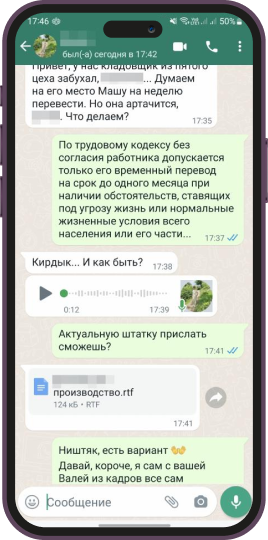 17:46
50%
был(-а) сегодня в 17:42
Привет, у нас кладовщик из пятого
цеха забухал, ... Думаем
на его место Машу на неделю
перевести. Но она артачится,
. Что делаем?
17:35
По трудовому кодексу без
согласия работника допускается
только его временный перевод
на срок до одного месяца при
наличии обстоятельств, ставящих
под угрозу жизнь или нормальные
жизненные условия всего
населения или его части...
17:37
Кирдык... И как быть?
17:38
0:12
17:39
Актуальную штатку прислать
сможешь?
17:41
производство.rtf
124 кБ • RTF
17:41
Ништяк, есть вариант
Давай, короче, я сам с вашей
Валей из кадров все сам
Сообщение